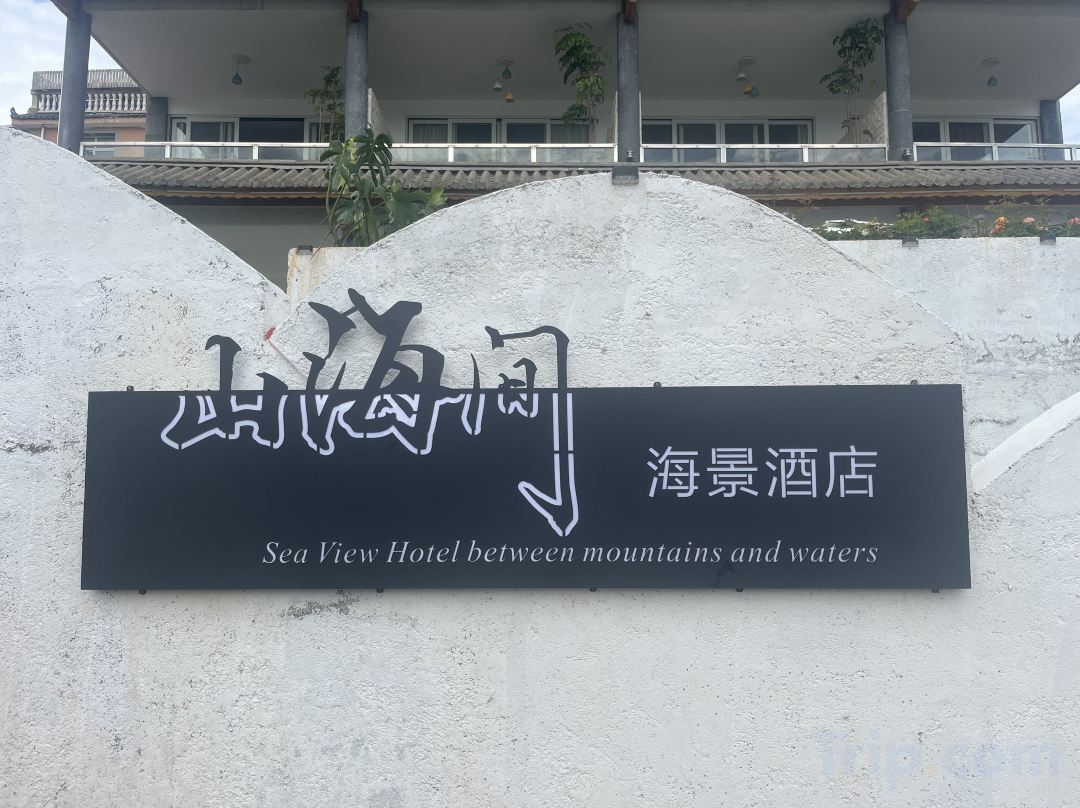 山海间
海景酒店
Sea View Hotel between mountains and waters
Trip.com